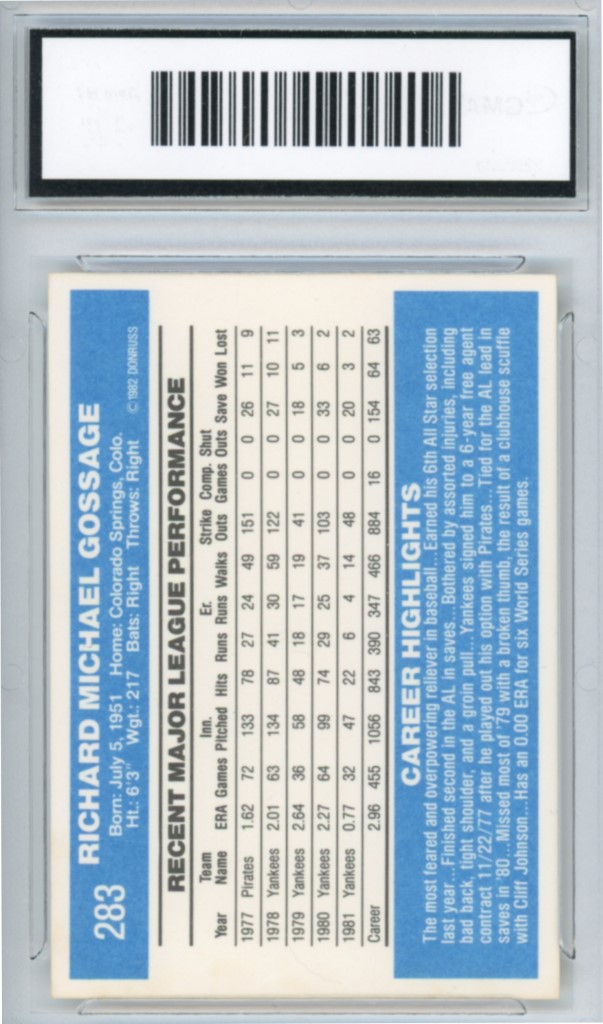 283
RICHARD MICHAEL GOSSAGE
Born: July 5, 1951 Home: Colorado Springs, Colo.
Ht.: 6'3" Wgt.: 217 Bats: Right Throws: Right ©1982 DONRUSS
RECENT MAJOR LEAGUE PERFORMANCE
Team Inn. Er. Strike Comp. Shut
Year Name ERA Games Pitched Hits Runs Runs Walks Outs Games Outs Save Won Lost
1977 Pirates 1.62 72 133 78 27 24 49 151 0 0 26 11 9
1978 Yankees 2.01 63 134 87 41 30 59 122 0 0 27 10 11
1979 Yankees 2.64 36 58 48 18 17 19 41 0 0 18 5 3
1980 Yankees 2.27 64 99 74 29 25 37 103 0 0 33 6 2
1981 Yankees 0.77 32 47 22 6 4 14 48 0 0 20 3 2
Career 2.96 455 1056 843 390 347 466 884 16 0 154 64 63
CAREER HIGHLIGHTS
The most feared and overpowering reliever in baseball...Earned his 6th All Star selection
last year...Finished second in the AL in saves...Bothered by assorted injuries, including
bad back, tight shoulder, and a groin pull...Yankees signed him to a 6-year free agent
contract 11/22/77 after he played out his option with Pirates...Tied for the AL lead in
saves in '80...Missed most of '79 with a broken thumb, the result of a clubhouse scuffle
with Cliff Johnson...Has an 0.00 ERA for six World Series games.